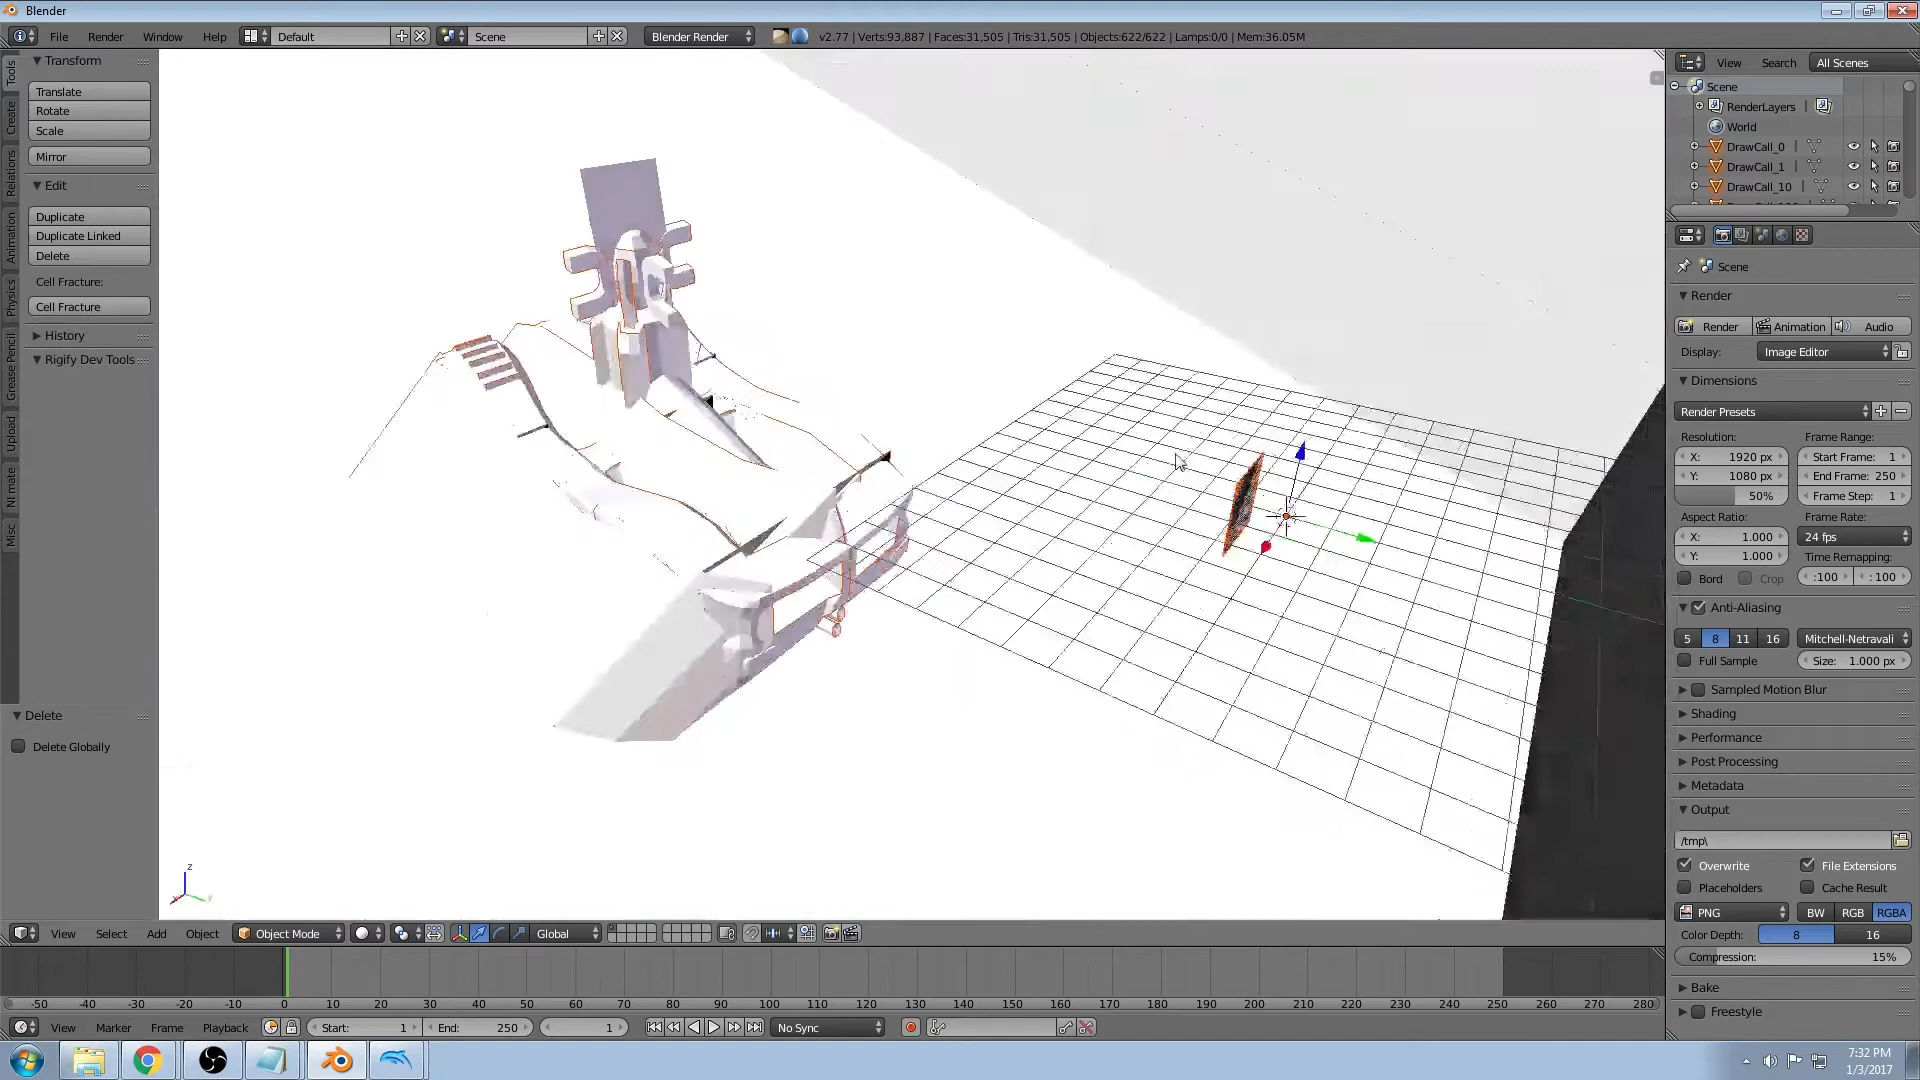 Blender
File Render Window Help Default Scene Blender Render v2.77 | Verts:93,887 | Faces:31,505 | Tris:31,505 | Objects:622/622 | Lamps:0/0 | Mem:36.05M
Tools
Create
Relations
Animation
Physics
Grease Pencil
Upload
NI mate
Misc
Transform
Translate
Rotate
Scale
Mirror
Edit
Duplicate
Duplicate Linked
Delete
Cell Fracture:
Cell Fracture
History
Rigify Dev Tools
Delete
Delete Globally
z
x
y
View Search All Scenes
Scene
RenderLayers
World
DrawCall_0
DrawCall_1
DrawCall_10
Scene
Render
Render Animation Audio
Display: Image Editor
Dimensions
Render Presets
Resolution: Frame Range:
X: 1920 px Start Frame: 1
Y: 1080 px End Frame: 250
50% Frame Step: 1
Aspect Ratio: Frame Rate:
X: 1.000 24 fps
Y: 1.000 Time Remapping:
Bord Crop :100 : 100
Anti-Aliasing
5 8 11 16 Mitchell-Netravali
Full Sample Size: 1.000 px
Sampled Motion Blur
Shading
Performance
Post Processing
Metadata
Output
/tmp\
Overwrite File Extensions
Placeholders Cache Result
PNG BW RGB RGBA
Color Depth: 8 16
Compression: 15%
Bake
Freestyle
View Select Add Object Object Mode Global
-50 -40 -30 -20 -10 0 10 20 30 40 50 60 70 80 90 100 110 120 130 140 150 160 170 180 190 200 210 220 230 240 250 260 270 280
View Marker Frame Playback Start: 1 End: 250 1 No Sync
7:32 PM
1/3/2017